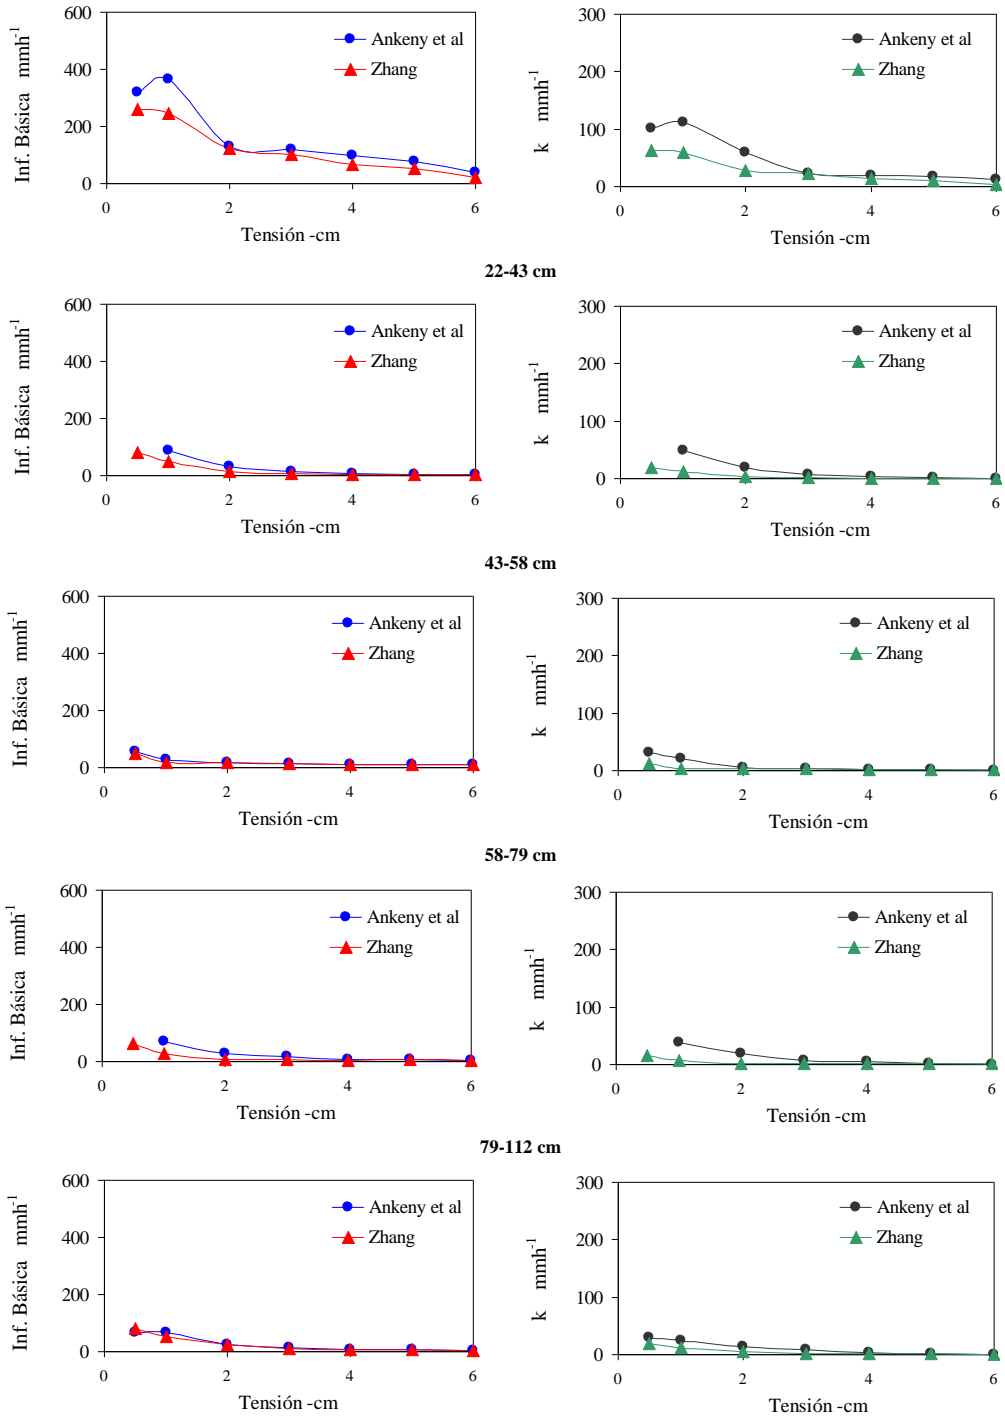 600
400
200
0
0
2
4
6
Inf. Básica mmh-1
Tensión -cm
Ankeny et al
Zhang
300
200
100
0
0
2
4
6
k mmh-1
Tensión -cm
Ankeny et al
Zhang
22-43 cm
600
400
200
0
0
2
4
6
Inf. Básica mmh-1
Tensión -cm
Ankeny et al
Zhang
300
200
100
0
0
2
4
6
k mmh-1
Tensión -cm
Ankeny et al
Zhang
43-58 cm
600
400
200
0
0
2
4
6
Inf. Básica mmh-1
Tensión -cm
Ankeny et al
Zhang
300
200
100
0
0
2
4
6
k mmh-1
Tensión -cm
Ankeny et al
Zhang
58-79 cm
600
400
200
0
0
2
4
6
Inf. Básica mmh-1
Tensión -cm
Ankeny et al
Zhang
300
200
100
0
0
2
4
6
k mmh-1
Tensión -cm
Ankeny et al
Zhang
79-112 cm
600
400
200
0
0
2
4
6
Inf. Básica mmh-1
Tensión -cm
Ankeny et al
Zhang
300
200
100
0
0
2
4
6
k mmh-1
Tensión -cm
Ankeny et al
Zhang